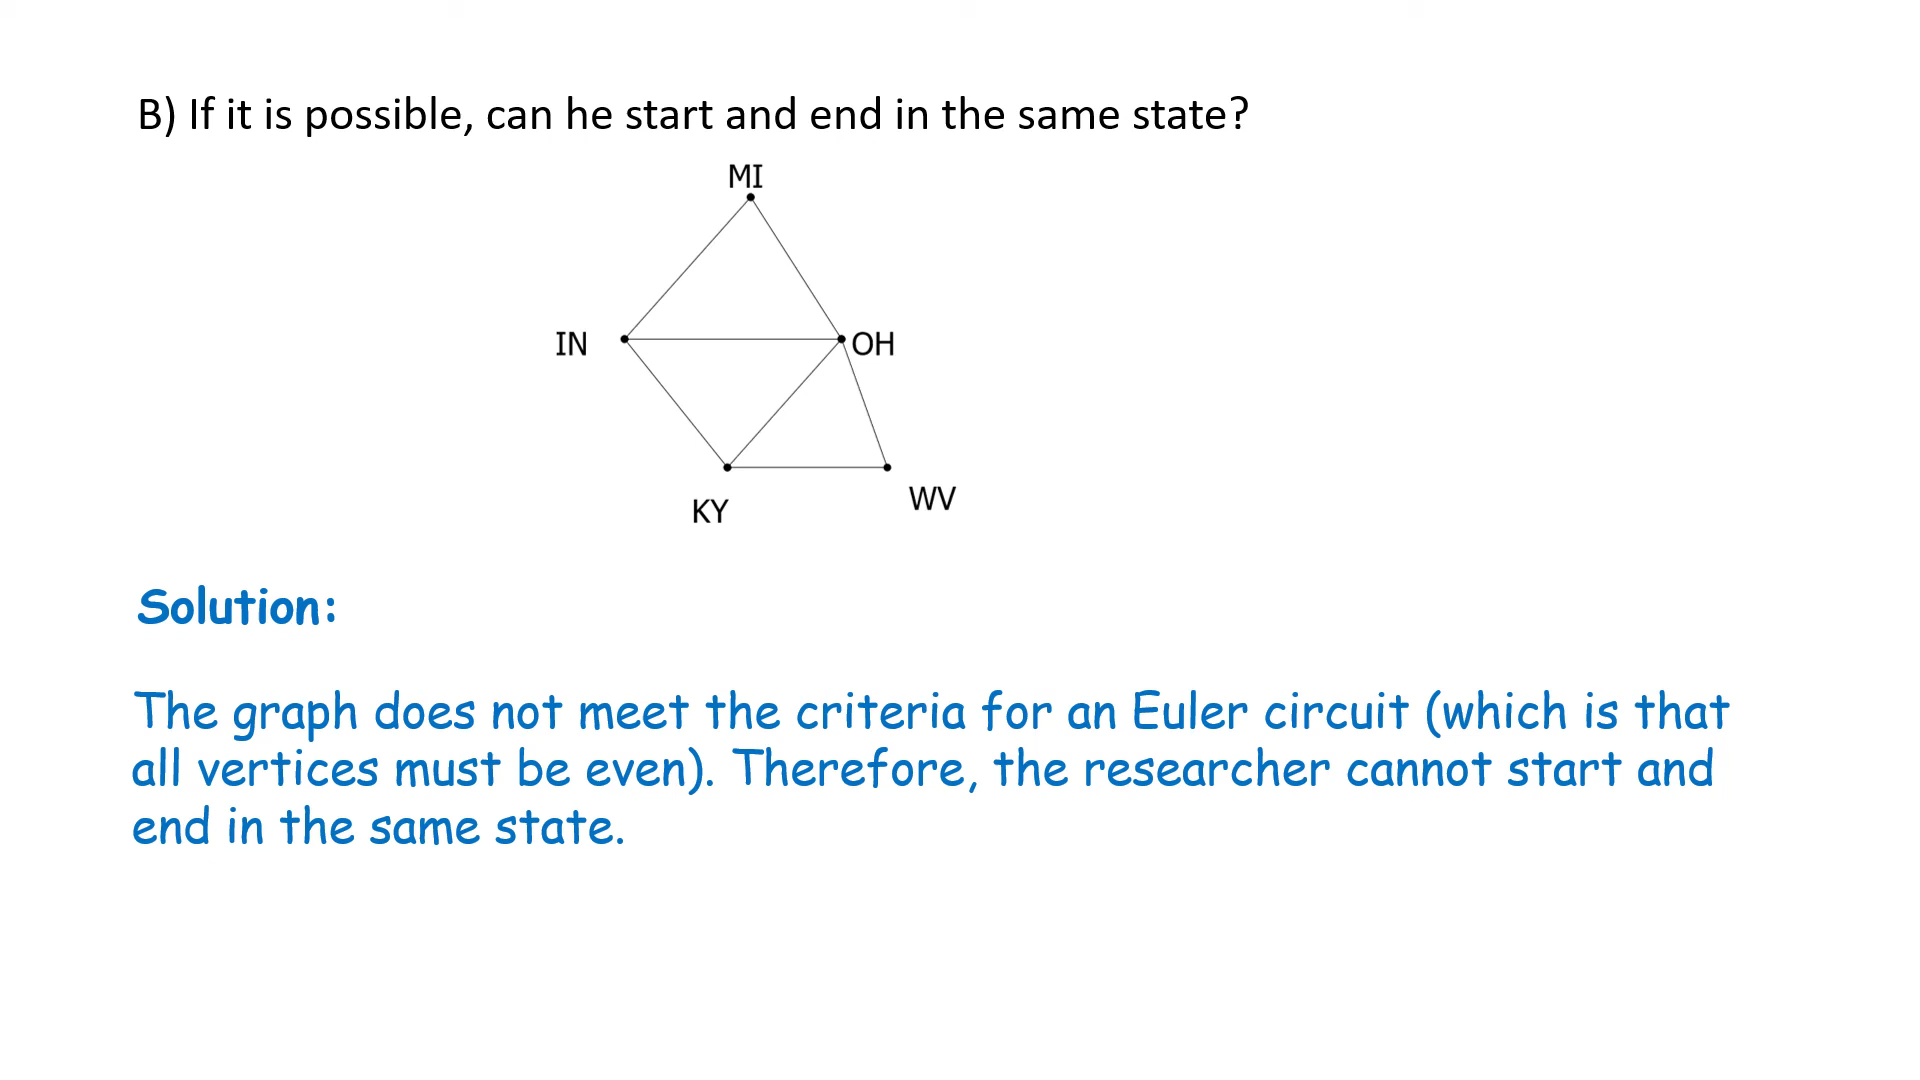 B) If it is possible, can he start and end in the same state?
MI
IN
OH
KY
WV
Solution:
The graph does not meet the criteria for an Euler circuit (which is that
all vertices must be even). Therefore, the researcher cannot start and
end in the same state.